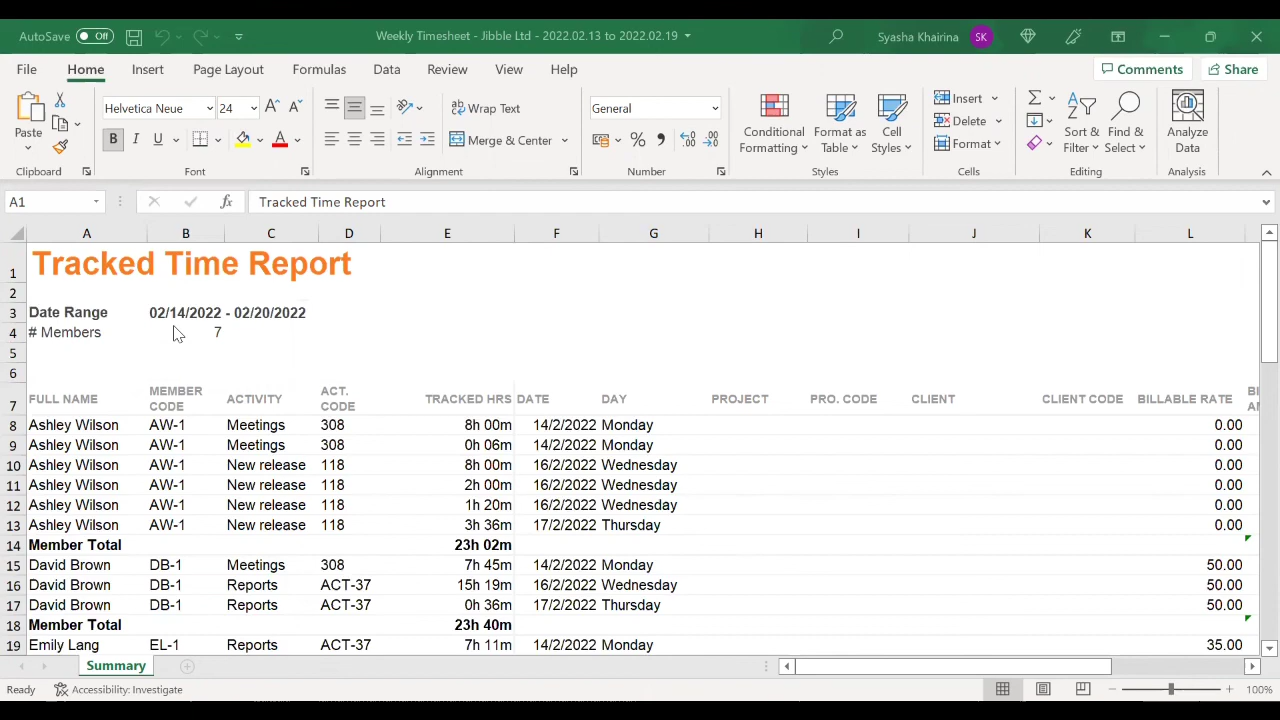 AutoSave Off Weekly Timesheet - Jibble Ltd - 2022.02.13 to 2022.02.19 Syasha Khairina SK
File Home Insert Page Layout Formulas Data Review View Help Comments Share
Paste Helvetica Neue 24 A A Wrap Text General Conditional Formatting Format as Table Cell Styles Insert Delete Format Sort & Filter Find & Select Analyze Data
B I U A Merge & Center % 
Clipboard Font Alignment Number Styles Cells Editing Analysis
A1 fx Tracked Time Report
A B C D E F G H I J K L
1 Tracked Time Report
2
3 Date Range 02/14/2022 - 02/20/2022
4 # Members 7
5
6
7 FULL NAME MEMBER CODE ACTIVITY ACT. CODE TRACKED HRS DATE DAY PROJECT PRO. CODE CLIENT CLIENT CODE BILLABLE RATE
8 Ashley Wilson AW-1 Meetings 308 8h 00m 14/2/2022 Monday 0.00
9 Ashley Wilson AW-1 Meetings 308 0h 06m 14/2/2022 Monday 0.00
10 Ashley Wilson AW-1 New release 118 8h 00m 16/2/2022 Wednesday 0.00
11 Ashley Wilson AW-1 New release 118 2h 00m 16/2/2022 Wednesday 0.00
12 Ashley Wilson AW-1 New release 118 1h 20m 16/2/2022 Wednesday 0.00
13 Ashley Wilson AW-1 New release 118 3h 36m 17/2/2022 Thursday 0.00
14 Member Total 23h 02m
15 David Brown DB-1 Meetings 308 7h 45m 14/2/2022 Monday 50.00
16 David Brown DB-1 Reports ACT-37 15h 19m 16/2/2022 Wednesday 50.00
17 David Brown DB-1 Reports ACT-37 0h 36m 17/2/2022 Thursday 50.00
18 Member Total 23h 40m
19 Emily Lang EL-1 Reports ACT-37 7h 11m 14/2/2022 Monday 35.00
Summary
Ready Accessibility: Investigate 100%